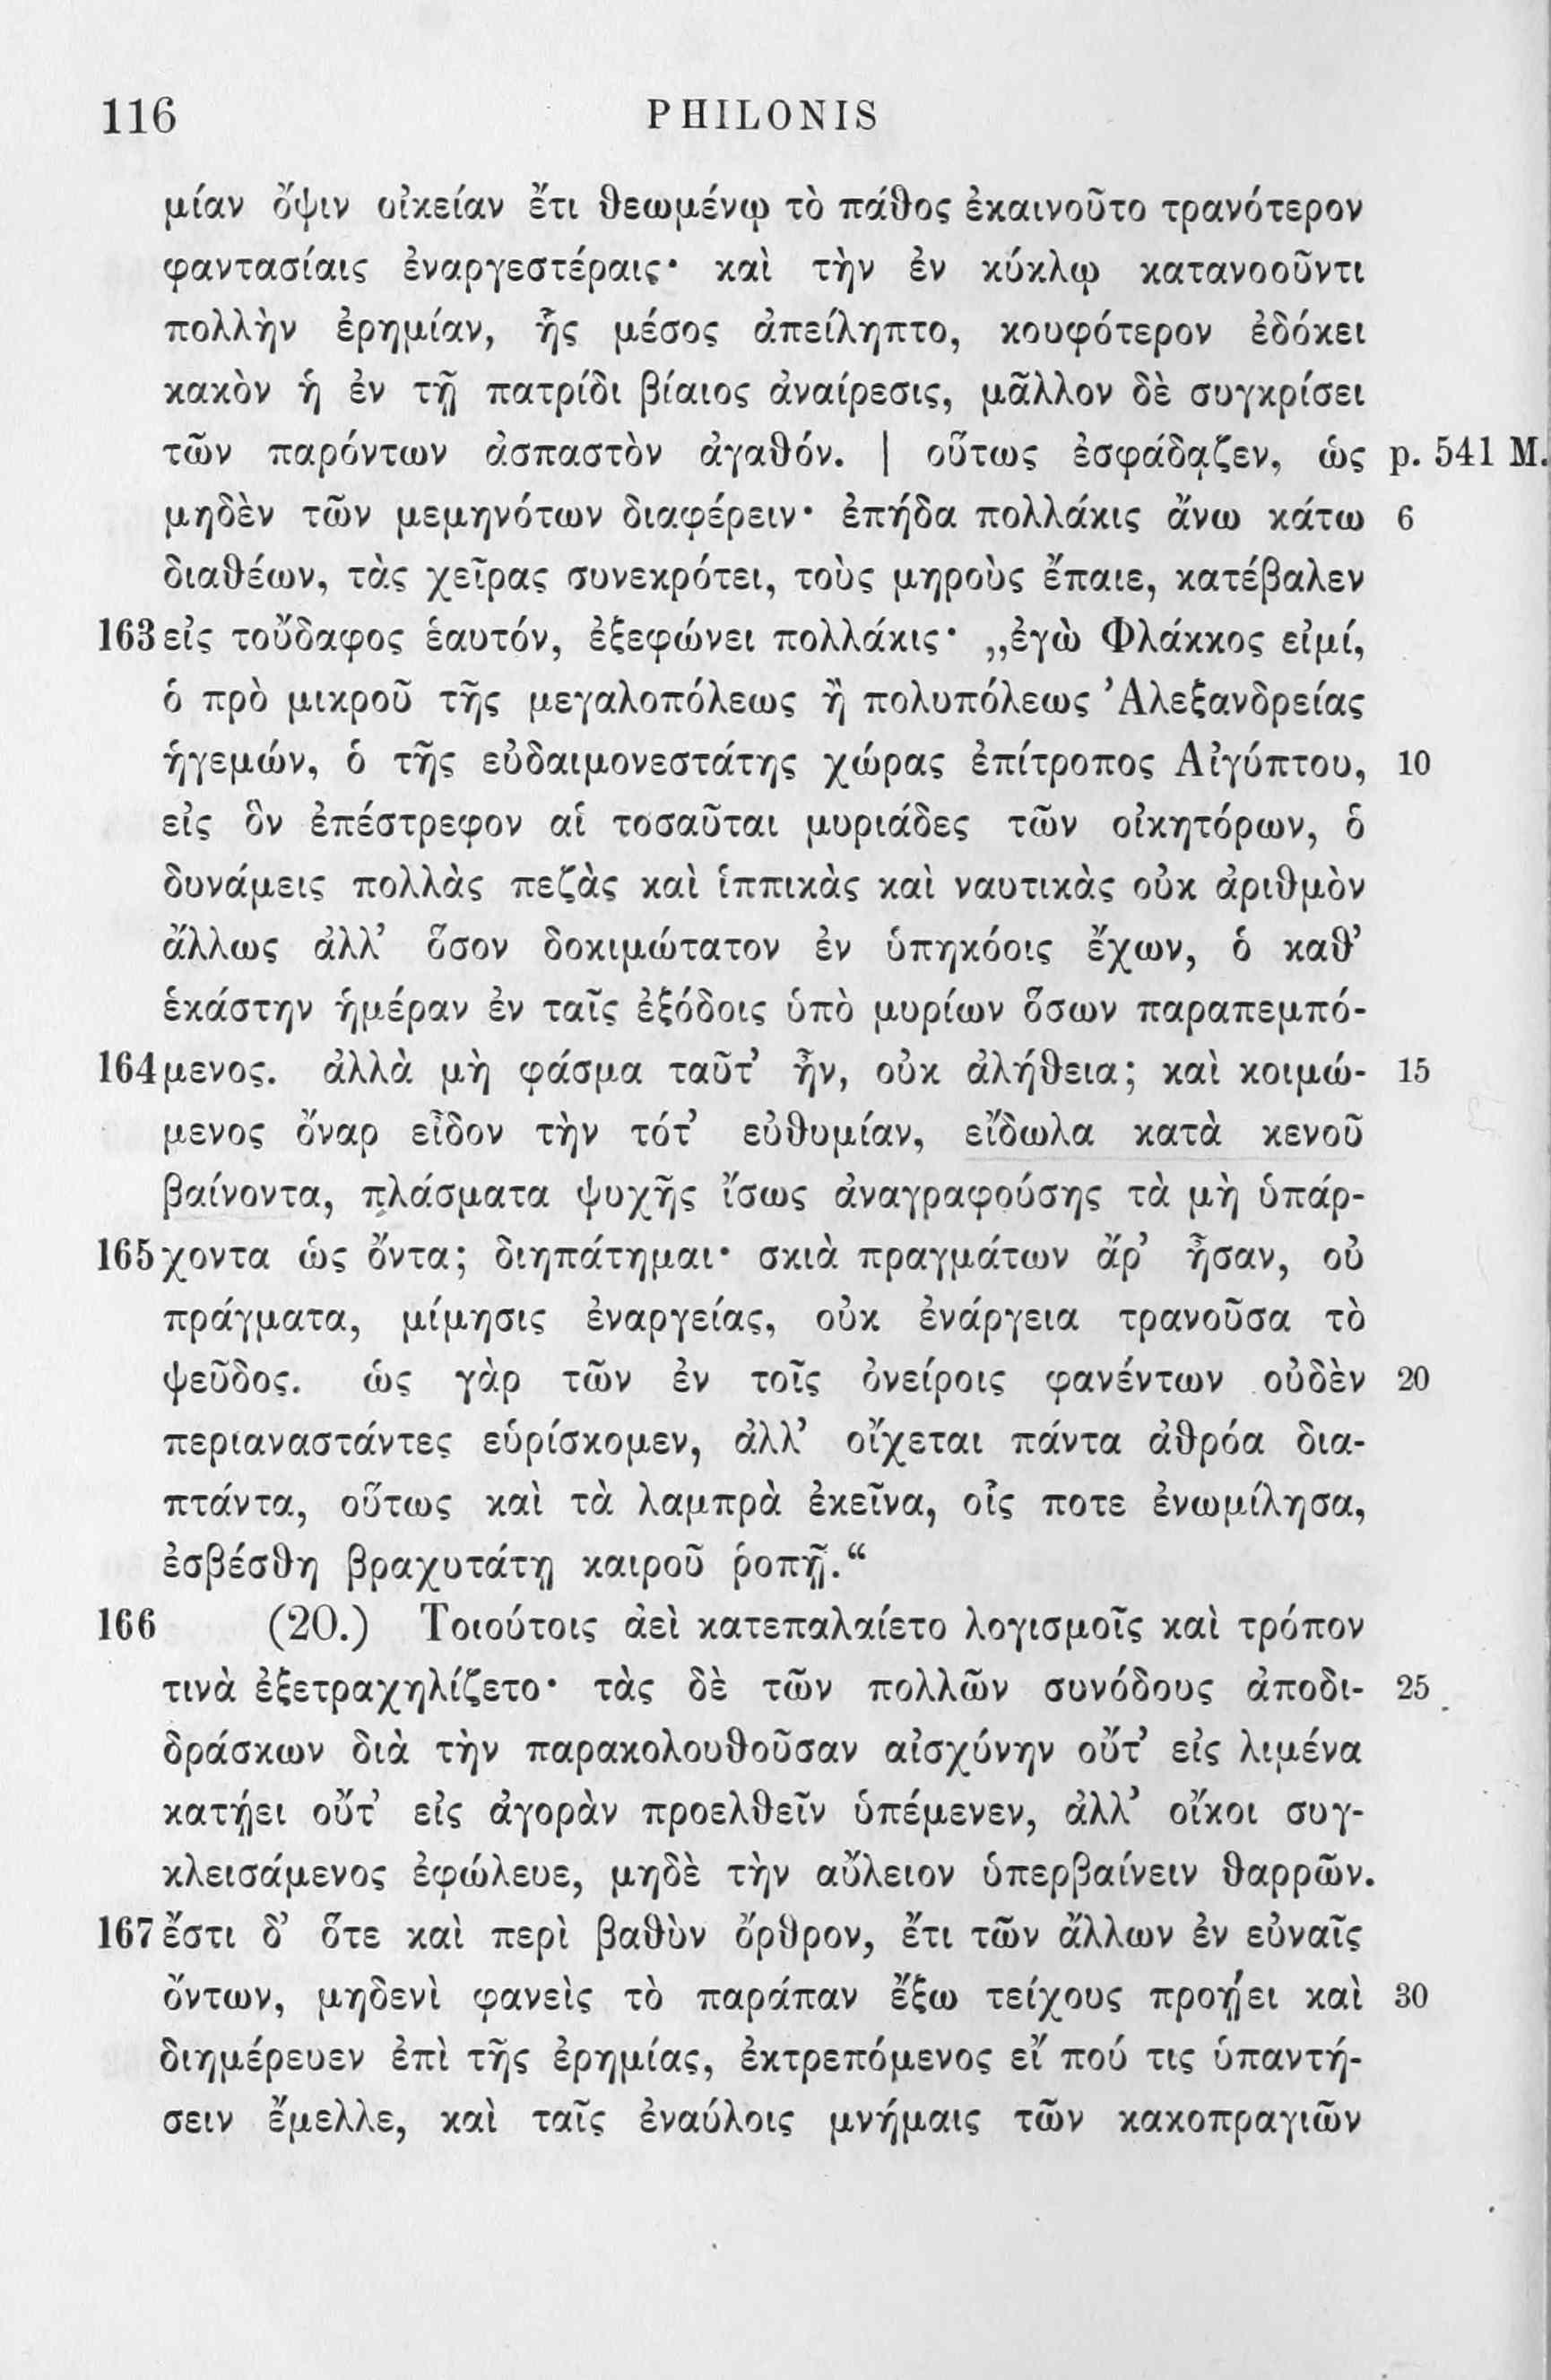 116 PHILONIS
μίαν ὄψιν οἰκείαν ἔτι θεωμένῳ τὸ πάθος ἐκαινοῦτο τρανότερον
φαντασίαις ἐναργεστέραις· καὶ τὴν ἐν κύκλῳ κατανοοῦντι
πολλὴν ἐρημίαν, ἧς μέσος ἀπείληπτο, κουφότερον ἐδόκει
κακὸν ἡ ἐν τῇ πατρίδι βίαιος ἀναίρεσις, μᾶλλον δὲ συγκρίσει
τῶν παρόντων ἀσπαστὸν ἀγαθόν. | οὕτως ἐσφάδᾳζεν, ὡς p. 541 M.
μηδὲν τῶν μεμηνότων διαφέρειν· ἐπήδα πολλάκις ἄνω κάτω 6
διαθέων, τὰς χεῖρας συνεκρότει, τοὺς μηροὺς ἔπαιε, κατέβαλεν
163 εἰς τοὔδαφος ἑαυτόν, ἐξεφώνει πολλάκις· „ἐγὼ Φλάκκος εἰμί,
ὁ πρὸ μικροῦ τῆς μεγαλοπόλεως ἢ πολυπόλεως Ἀλεξανδρείας
ἡγεμών, ὁ τῆς εὐδαιμονεστάτης χώρας ἐπίτροπος Αἰγύπτου, 10
εἰς ὃν ἐπέστρεφον αἱ τοσαῦται μυριάδες τῶν οἰκητόρων, ὁ
δυνάμεις πολλὰς πεζὰς καὶ ἱππικὰς καὶ ναυτικὰς οὐκ ἀριθμὸν
ἄλλως ἀλλ’ ὅσον δοκιμώτατον ἐν ὑπηκόοις ἔχων, ὁ καθ’
ἑκάστην ἡμέραν ἐν ταῖς ἐξόδοις ὑπὸ μυρίων ὅσων παραπεμπό-
164 μενος. ἀλλὰ μὴ φάσμα ταῦτ’ ἦν, οὐκ ἀλήθεια; καὶ κοιμώ- 15
μενος ὄναρ εἶδον τὴν τότ’ εὐθυμίαν, εἴδωλα κατὰ κενοῦ
βαίνοντα, πλάσματα ψυχῆς ἴσως ἀναγραφούσης τὰ μὴ ὑπάρ-
165 χοντα ὡς ὄντα; διηπάτημαι· σκιὰ πραγμάτων ἄρ’ ἦσαν, οὐ
πράγματα, μίμησις ἐναργείας, οὐκ ἐνάργεια τρανοῦσα τὸ
ψεῦδος. ὡς γὰρ τῶν ἐν τοῖς ὀνείροις φανέντων οὐδὲν 20
περιαναστάντες εὑρίσκομεν, ἀλλ’ οἴχεται πάντα ἀθρόα δια-
πτάντα, οὕτως καὶ τὰ λαμπρὰ ἐκεῖνα, οἷς ποτε ἐνωμίλησα,
ἐσβέσθη βραχυτάτῃ καιροῦ ῥοπῇ.“
166 (20.) Τοιούτοις ἀεὶ κατεπαλαίετο λογισμοῖς καὶ τρόπον
τινὰ ἐξετραχηλίζετο· τὰς δὲ τῶν πολλῶν συνόδους ἀποδι- 25
δράσκων διὰ τὴν παρακολουθοῦσαν αἰσχύνην οὔτ’ εἰς λιμένα
κατῄει οὔτ’ εἰς ἀγορὰν προελθεῖν ὑπέμενεν, ἀλλ’ οἴκοι συγ-
κλεισάμενος ἐφώλευε, μηδὲ τὴν αὔλειον ὑπερβαίνειν θαρρῶν.
167 ἔστι δ’ ὅτε καὶ περὶ βαθὺν ὄρθρον, ἔτι τῶν ἄλλων ἐν εὐναῖς
ὄντων, μηδενὶ φανεὶς τὸ παράπαν ἔξω τείχους προῄει καὶ 30
διημέρευεν ἐπὶ τῆς ἐρημίας, ἐκτρεπόμενος εἴ πού τις ὑπαντή-
σειν ἔμελλε, καὶ ταῖς ἐναύλοις μνήμαις τῶν κακοπραγιῶν